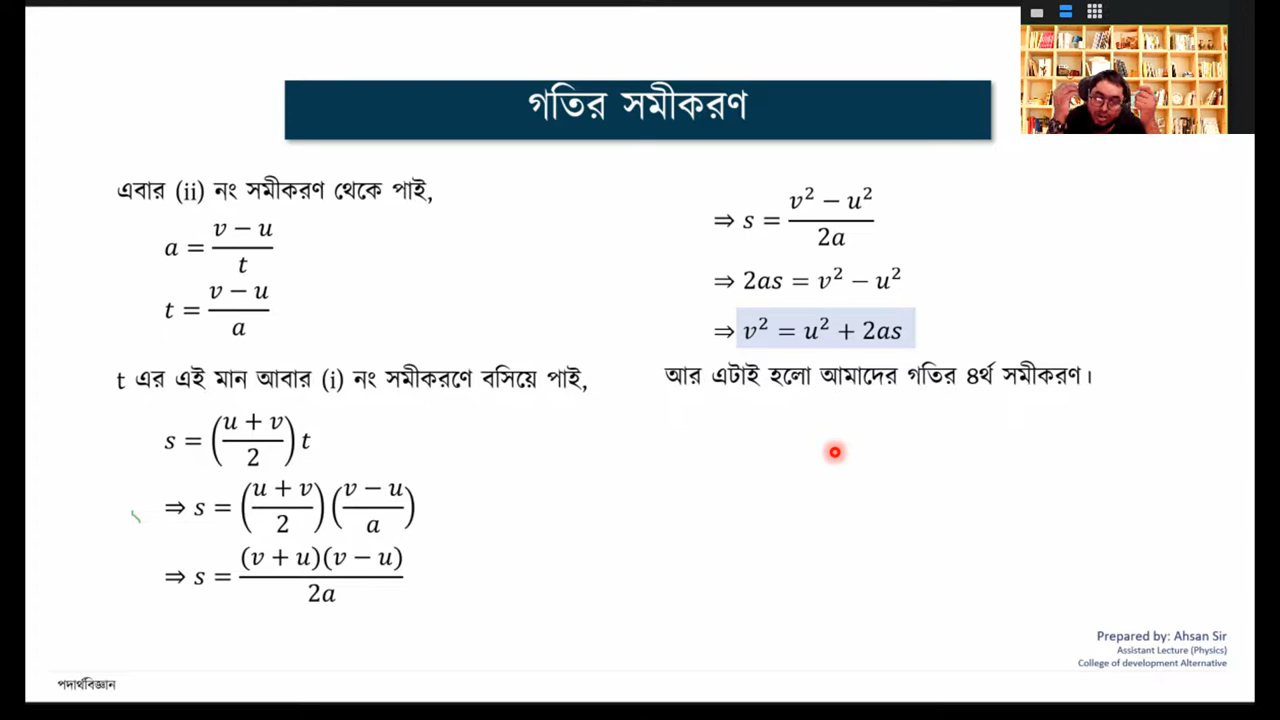 গতির সমীকরণ
এবার (ii) নং সমীকরণ থেকে পাই,
a = (v − u)/t
t = (v − u)/a
t এর এই মান আবার (i) নং সমীকরণে বসিয়ে পাই,
s = ((u + v)/2) t
⇒ s = ((u + v)/2)((v − u)/a)
⇒ s = (v + u)(v − u)/2a
⇒ s = (v² − u²)/2a
⇒ 2as = v² − u²
⇒ v² = u² + 2as
আর এটাই হলো আমাদের গতির ৪র্থ সমীকরণ।
Prepared by: Ahsan Sir
Assistant Lecture (Physics)
College of development Alternative
পদার্থবিজ্ঞান